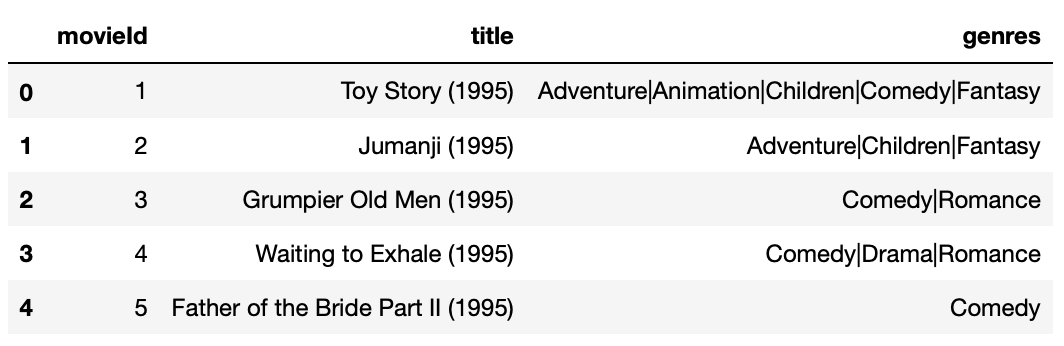 movieId title genres
0 1 Toy Story (1995) Adventure|Animation|Children|Comedy|Fantasy
1 2 Jumanji (1995) Adventure|Children|Fantasy
2 3 Grumpier Old Men (1995) Comedy|Romance
3 4 Waiting to Exhale (1995) Comedy|Drama|Romance
4 5 Father of the Bride Part II (1995) Comedy